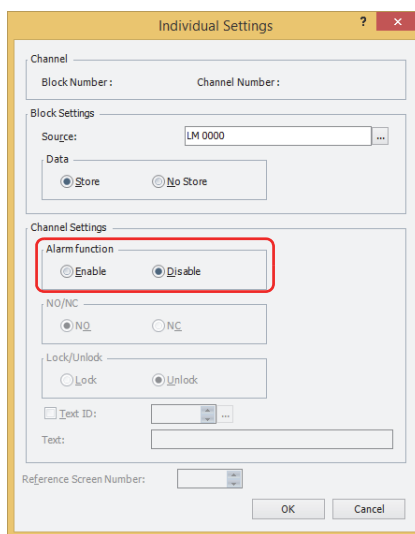 Individual Settings ? ×
Channel
Block Number : Channel Number :
Block Settings
Source: LM 0000 ...
Data
Store No Store
Channel Settings
Alarm function
Enable Disable
NO/NC
NO NC
Lock/Unlock
Lock Unlock
Text ID: ...
Text:
Reference Screen Number:
OK Cancel